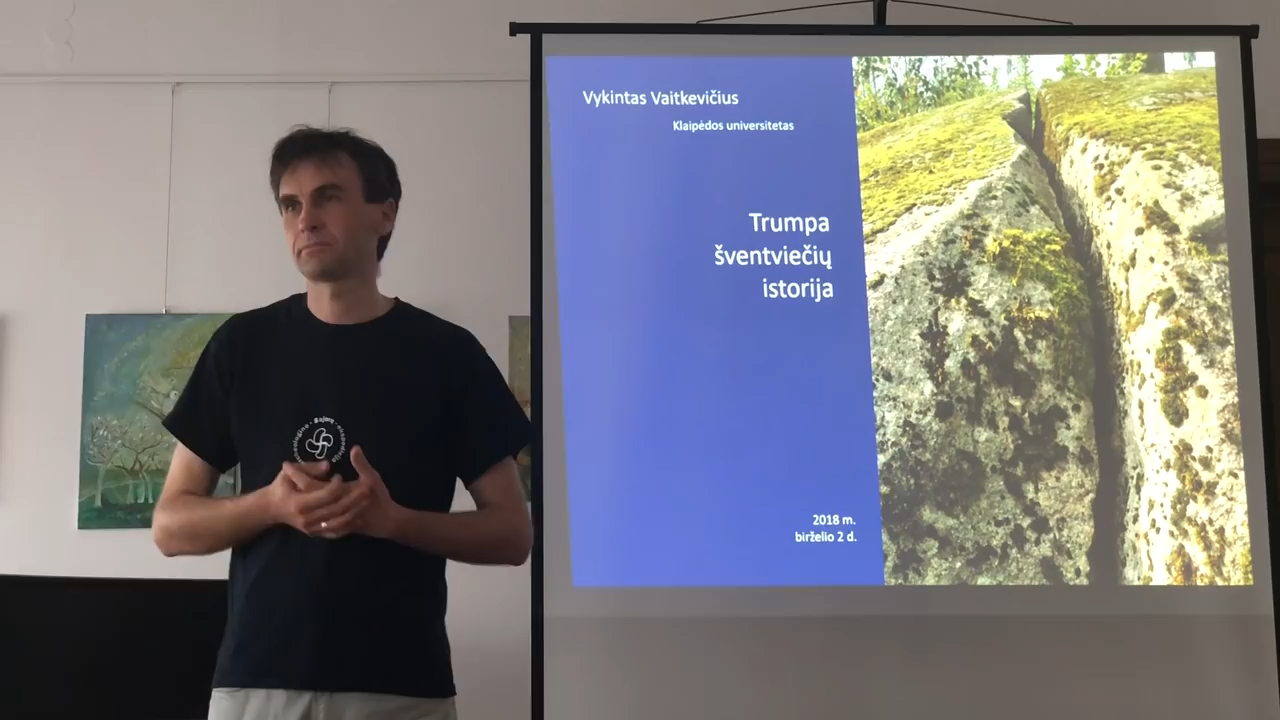 Vykintas Vaitkevičius
Klaipėdos universitetas
Trumpa
šventviečių
istorija
2018 m.
birželio 2 d.